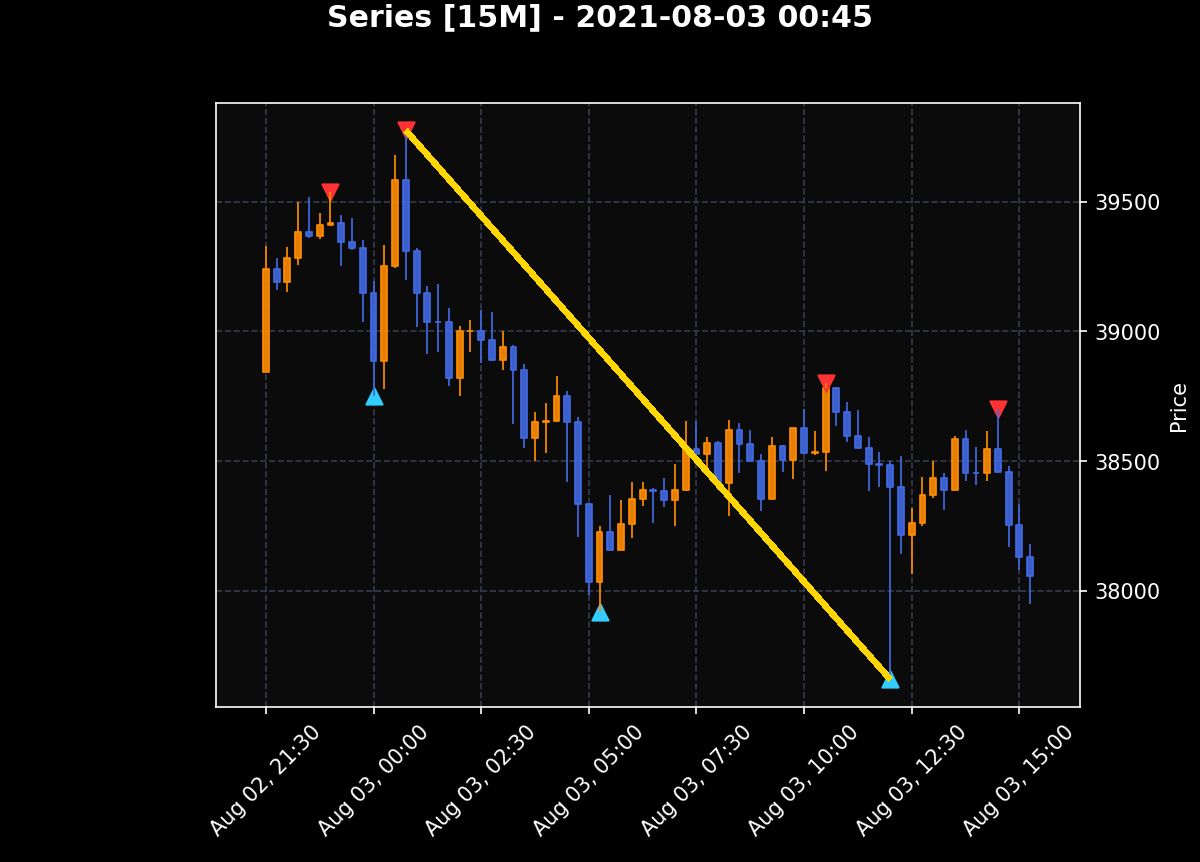 Series [15M] - 2021-08-03 00:45
39500
39000
38500
38000
Price
Aug 02, 21:30
Aug 03, 00:00
Aug 03, 02:30
Aug 03, 05:00
Aug 03, 07:30
Aug 03, 10:00
Aug 03, 12:30
Aug 03, 15:00